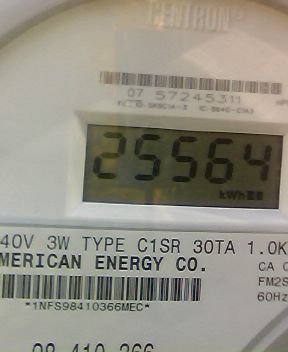 CENTRON
07 57245311
25564
kWh
40V 3W TYPE C1SR 30TA 1.0K
MERICAN ENERGY CO.
CA 
FM2S
60Hz
*1NFS98410366MEC*
98 410 366